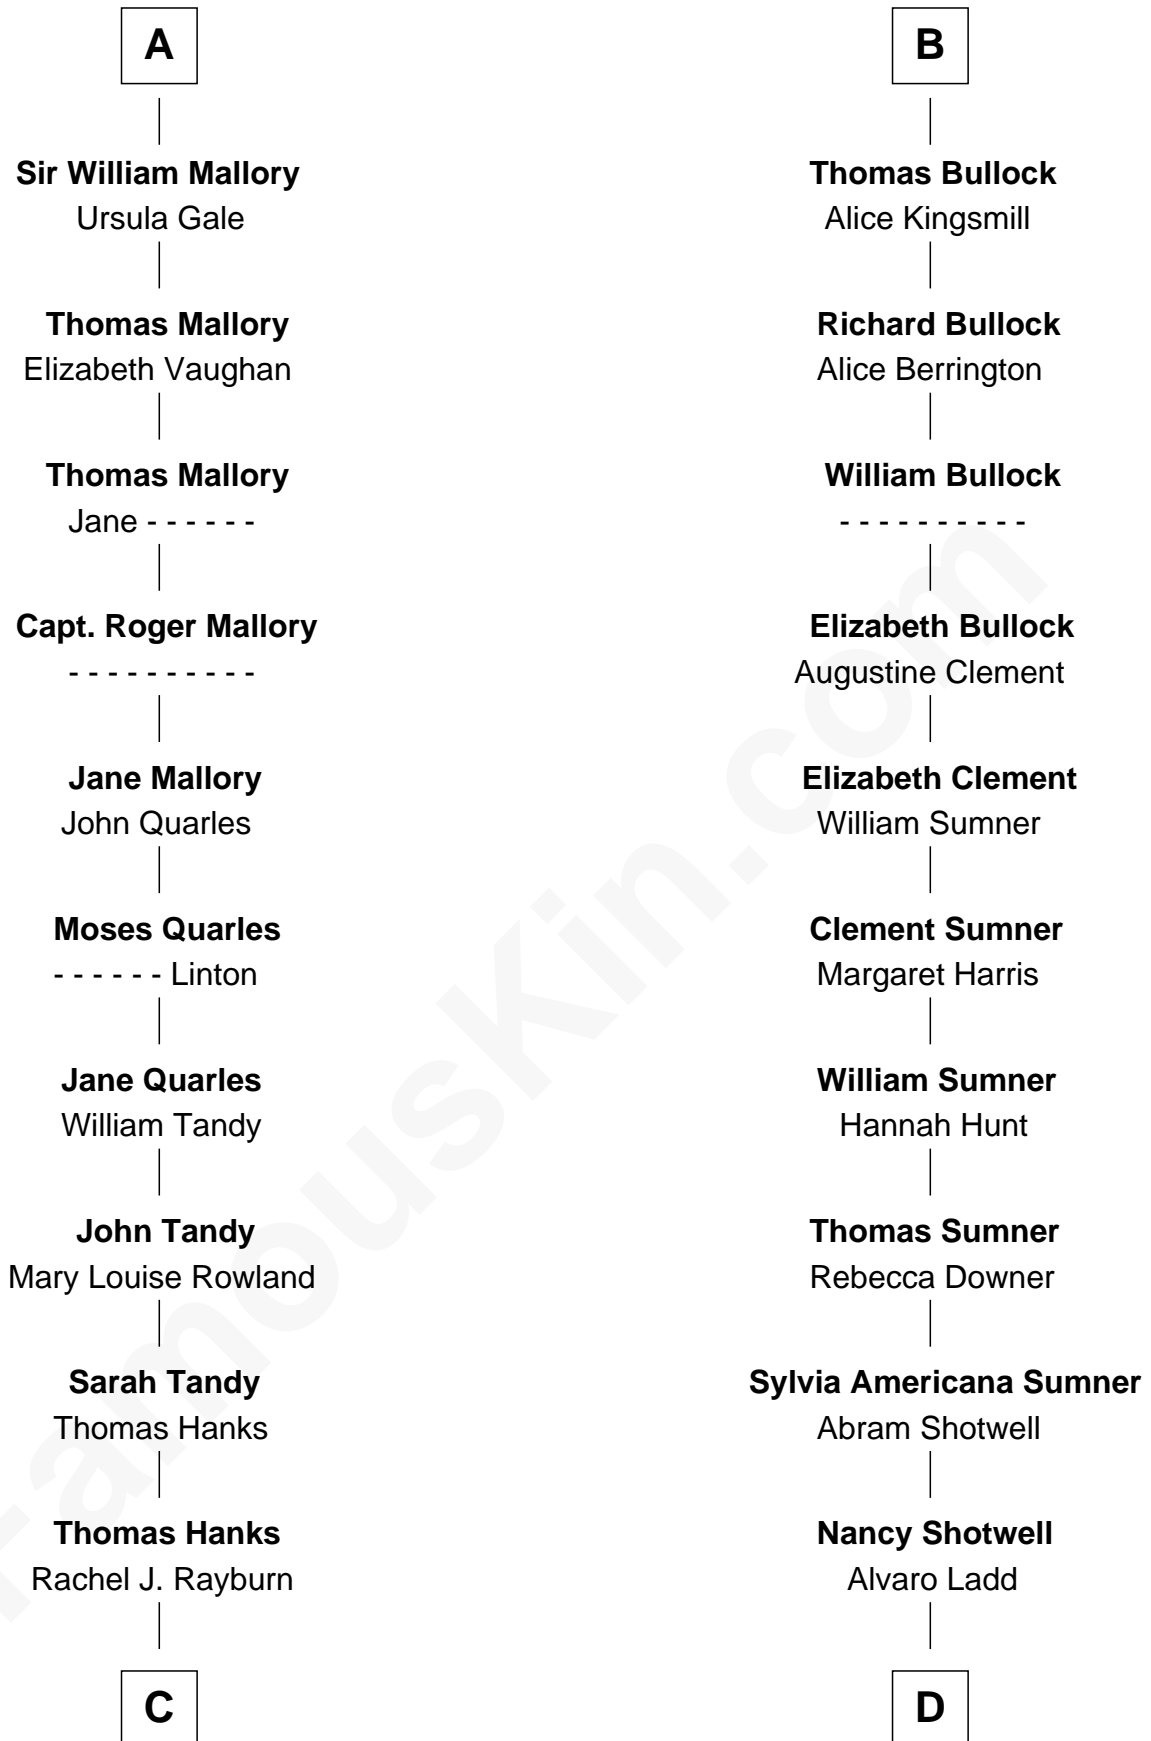 A
Sir William Mallory
Ursula Gale
Thomas Mallory
Elizabeth Vaughan
Thomas Mallory
Jane - - - - - -
Capt. Roger Mallory
- - - - - - - - - -
Jane Mallory
John Quarles
Moses Quarles
- - - - - - Linton
Jane Quarles
William Tandy
John Tandy
Mary Louise Rowland
Sarah Tandy
Thomas Hanks
Thomas Hanks
Rachel J. Rayburn
C
B
Thomas Bullock
Alice Kingsmill
Richard Bullock
Alice Berrington
William Bullock
- - - - - - - - - -
Elizabeth Bullock
Augustine Clement
Elizabeth Clement
William Sumner
Clement Sumner
Margaret Harris
William Sumner
Hannah Hunt
Thomas Sumner
Rebecca Downer
Sylvia Americana Sumner
Abram Shotwell
Nancy Shotwell
Alvaro Ladd
D
FamousKin.com